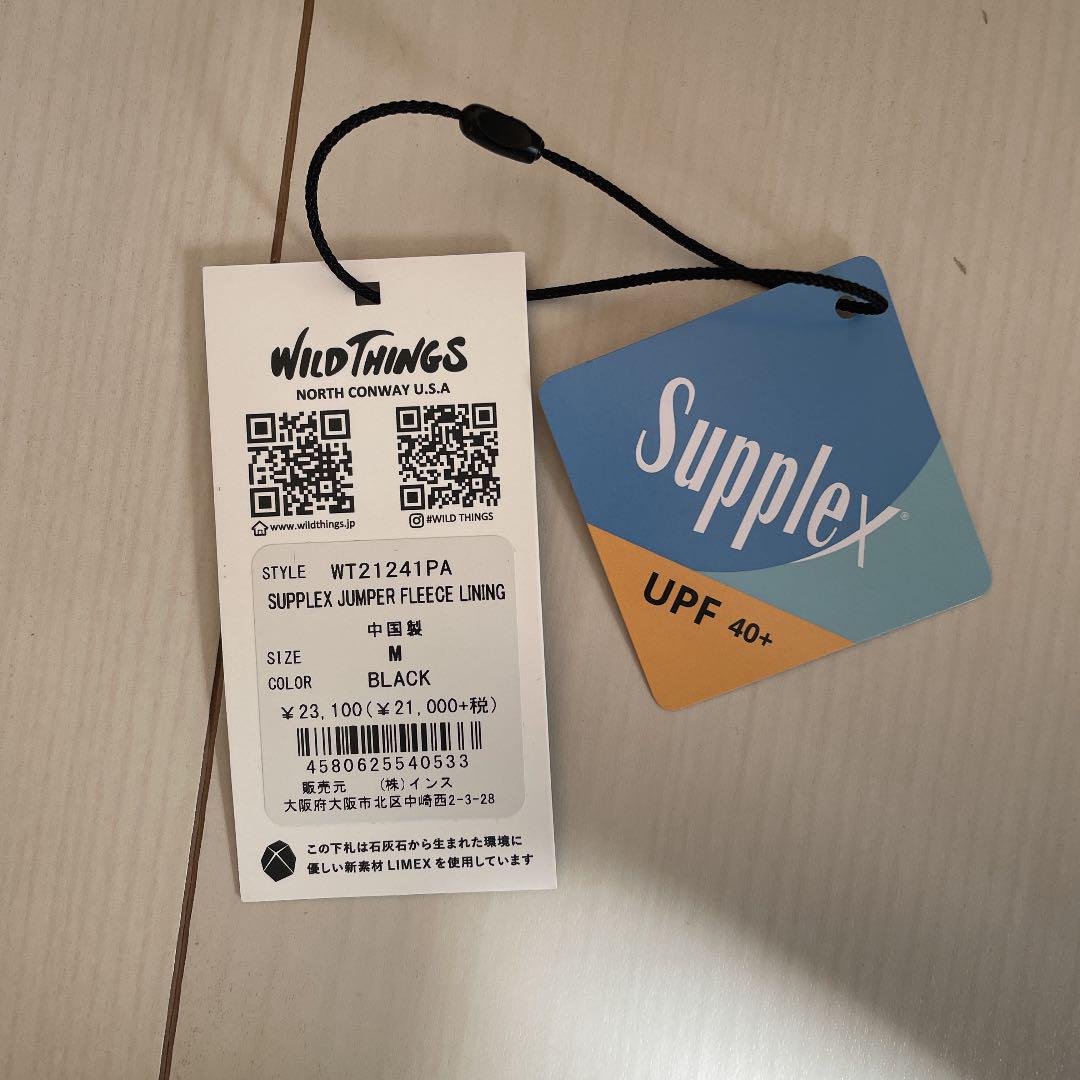 WILD THINGS
NORTH CONWAY U.S.A
www.wildthings.jp
#WILD THINGS
STYLE WT21241PA
SUPPLEX JUMPER FLEECE LINING
中国製
SIZE M
COLOR BLACK
¥23,100(¥21,000+税)
4580625540533
販売元 (株)インス
大阪府大阪市北区中崎西2-3-28
この下札は石灰石から生まれた環境に
優しい新素材 LIMEX を使用しています
Supplex®
UPF 40+